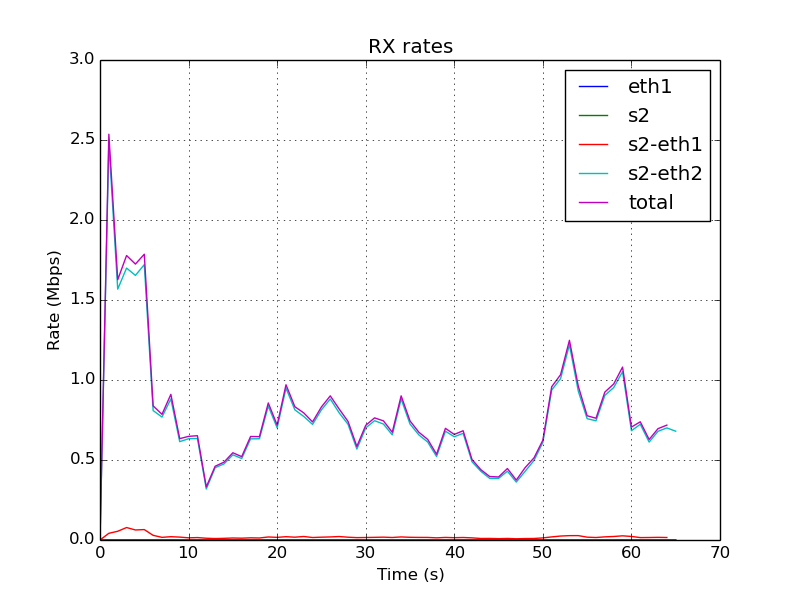 RX rates
3.0
2.5
2.0
1.5
1.0
0.5
0.0
Rate (Mbps)
eth1
s2
s2-eth1
s2-eth2
total
0 10 20 30 40 50 60 70
Time (s)